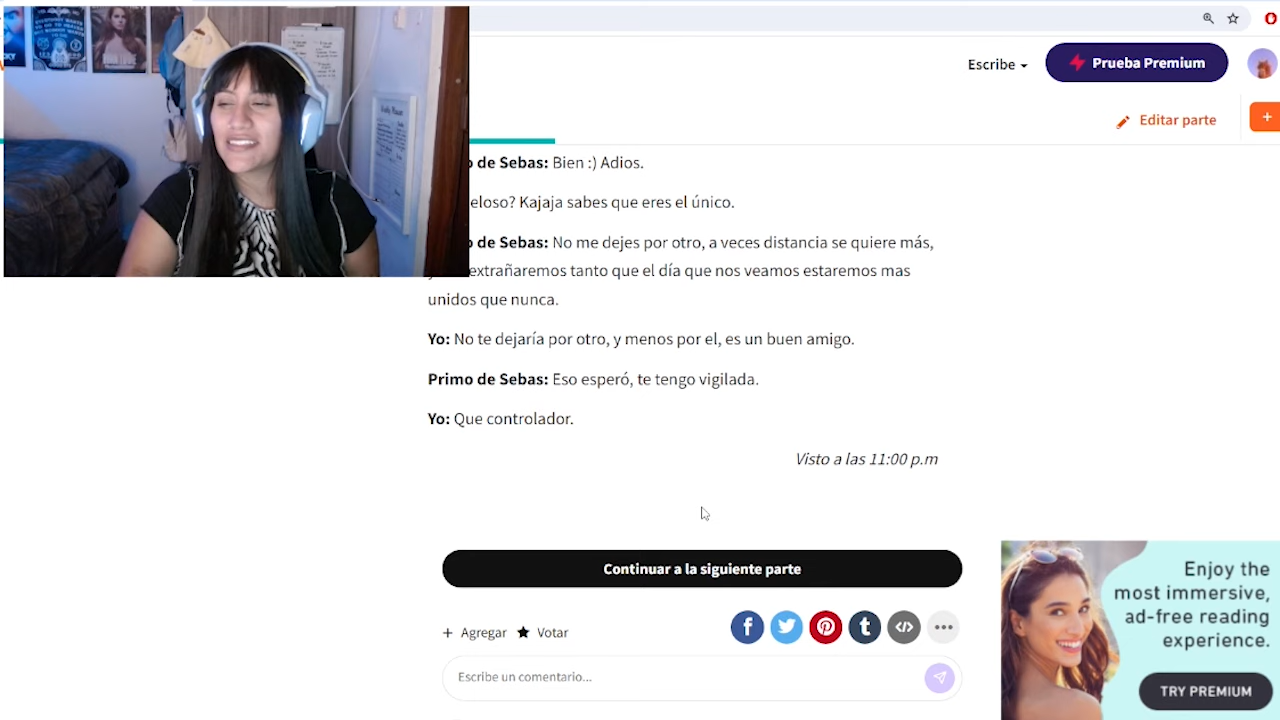 Escribe
Prueba Premium
Editar parte
o de Sebas: Bien :) Adios.
eloso? Kajaja sabes que eres el único.
o de Sebas: No me dejes por otro, a veces distancia se quiere más,
extrañaremos tanto que el día que nos veamos estaremos mas
unidos que nunca.
Yo: No te dejaría por otro, y menos por el, es un buen amigo.
Primo de Sebas: Eso esperó, te tengo vigilada.
Yo: Que controlador.
Visto a las 11:00 p.m
Continuar a la siguiente parte
+ Agregar ★ Votar
Escribe un comentario...
Enjoy the
most immersive,
ad-free reading
experience.
TRY PREMIUM